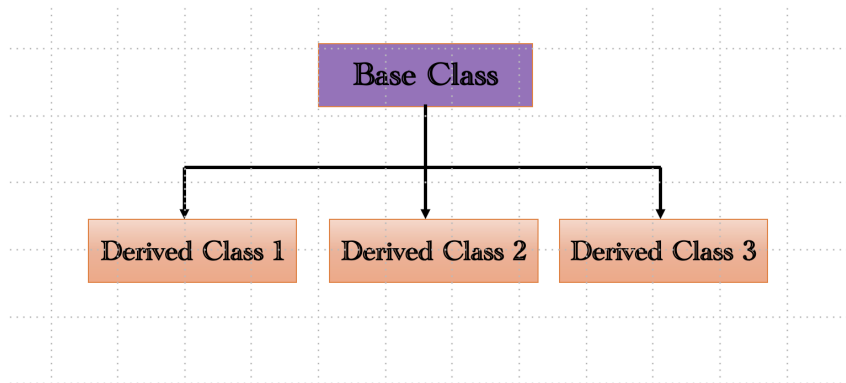 Base Class
Derived Class 1
Derived Class 2
Derived Class 3